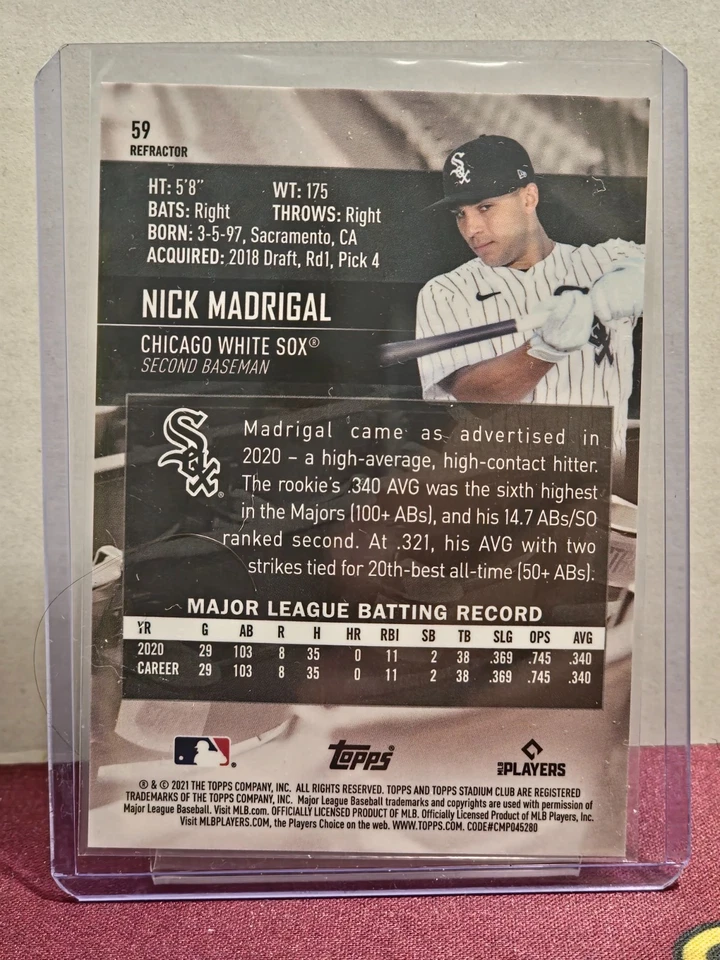 59
REFRACTOR
HT: 5'8" WT: 175
BATS: Right THROWS: Right
BORN: 3-5-97, Sacramento, CA
ACQUIRED: 2018 Draft, Rd1, Pick 4
NICK MADRIGAL
CHICAGO WHITE SOX®
SECOND BASEMAN
Sox
Sox
Sox ®
Madrigal came as advertised in
2020 – a high-average, high-contact hitter.
The rookie's .340 AVG was the sixth highest
in the Majors (100+ ABs), and his 14.7 ABs/SO
ranked second. At .321, his AVG with two
strikes tied for 20th-best all-time (50+ ABs).
MAJOR LEAGUE BATTING RECORD
YR G AB R H HR RBI SB TB SLG OPS AVG
2020 29 103 8 35 0 11 2 38 .369 .745 .340
CAREER 29 103 8 35 0 11 2 38 .369 .745 .340
topps®
MLB PLAYERS
® & © 2021 THE TOPPS COMPANY, INC. ALL RIGHTS RESERVED. TOPPS AND TOPPS STADIUM CLUB ARE REGISTERED
TRADEMARKS OF THE TOPPS COMPANY, INC. Major League Baseball trademarks and copyrights are used with permission of
Major League Baseball. Visit MLB.com. OFFICIALLY LICENSED PRODUCT OF MLB. Officially Licensed Product of MLB Players, Inc.
Visit MLBPLAYERS.COM, the Players Choice on the web. WWW.TOPPS.COM. CODE#CMP045280